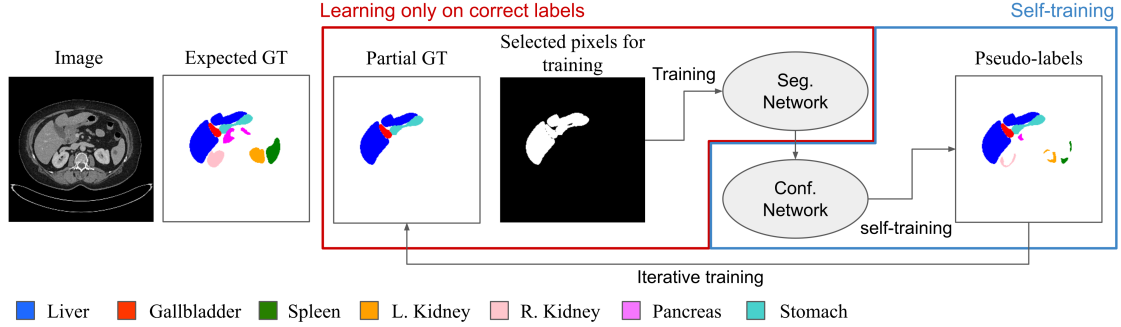 Learning only on correct labels
Self-training
Image
Expected GT
Partial GT
Selected pixels for
training
Training
Seg.
Network
Pseudo-labels
Conf.
Network
self-training
Iterative training
Liver
Gallbladder
Spleen
L. Kidney
R. Kidney
Pancreas
Stomach